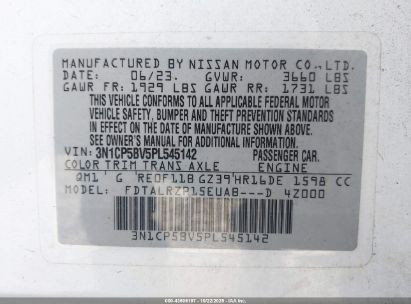 MANUFACTURED BY NISSAN MOTOR CO.,LTD.
DATE: 06/23. GVWR: 3660 LBS
GAWR FR: 1929 LBS GAWR RR: 1731 LBS
THIS VEHICLE CONFORMS TO ALL APPLICABLE FEDERAL MOTOR
VEHICLE SAFETY, BUMPER AND THEFT PREVENTION STANDARDS
IN EFFECT ON THE DATE OF MANUFACTURE SHOWN ABOVE.
SEE OWNER'S MANUAL FOR ADDITIONAL INFORMATION.
VIN: 3N1CP5BV5PL545142 PASSENGER CAR.
COLOR TRIM TRANS AXLE ENGINE
QM1' G 'RE0F11B GZ39'HR16DE 1598 CC
MODEL FDTALRZP15EUAB---D 4Z000
3N1CP5BV5PL545142